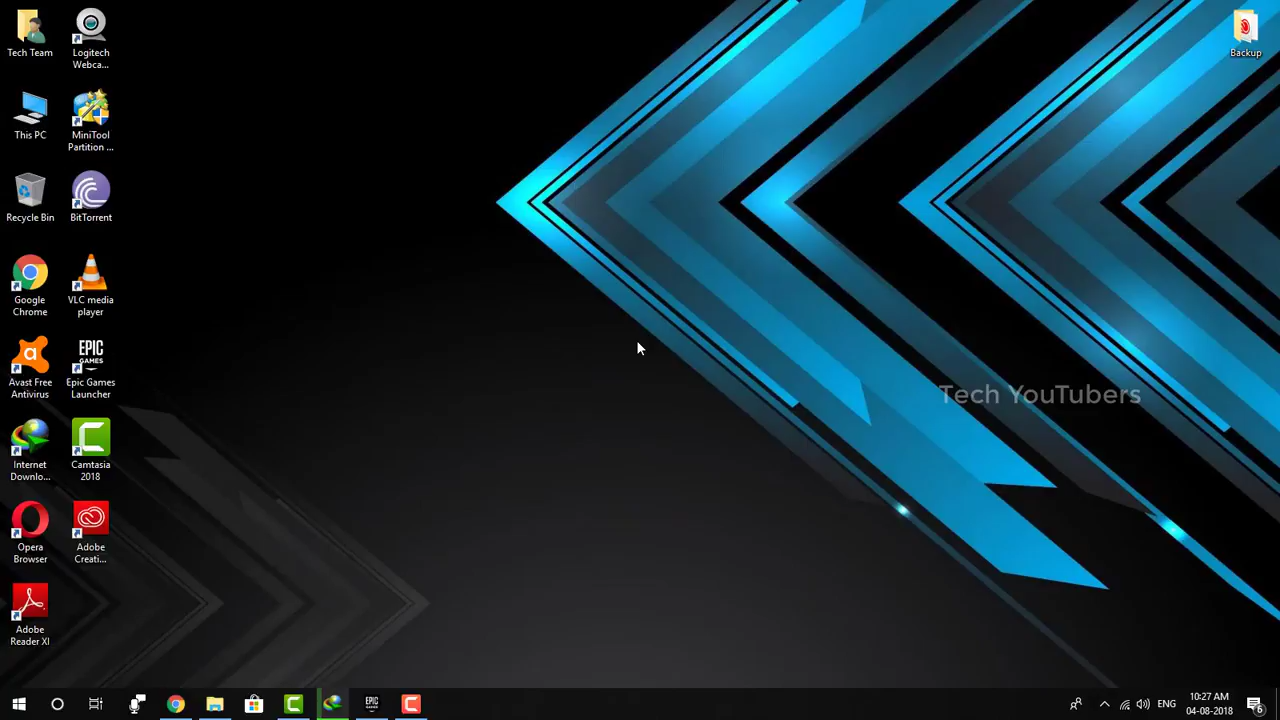 Tech Team
Logitech
Webca...
This PC
MiniTool
Partition ...
Recycle Bin
BitTorrent
Google
Chrome
VLC media
player
a
Avast Free
Antivirus
EPIC
GAMES
Epic Games
Launcher
Internet
Downlo...
C
Camtasia
2018
Opera
Browser
Adobe
Creati...
Adobe
Reader XI
Backup
Tech YouTubers
C
EPIC
C
ENG
10:27 AM
04-08-2018
6